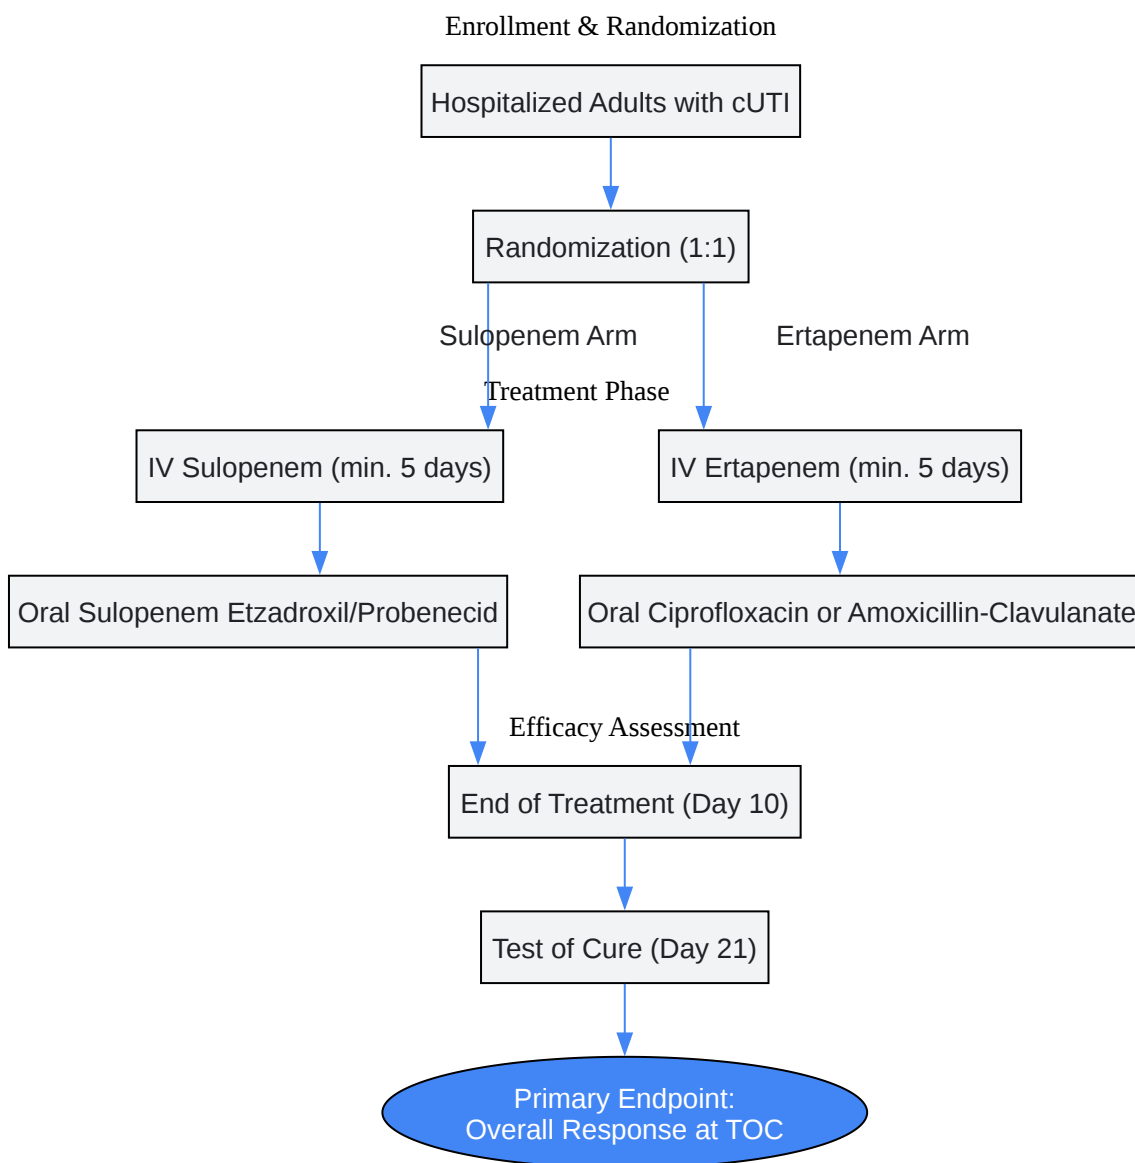 Enrollment & Randomization
Hospitalized Adults with cUTI
Randomization (1:1)
Sulopenem Arm
Ertapenem Arm
Treatment Phase
IV Sulopenem (min. 5 days)
IV Ertapenem (min. 5 days)
Oral Sulopenem Etzadroxil/Probenecid
Oral Ciprofloxacin or Amoxicillin-Clavulanate
Efficacy Assessment
End of Treatment (Day 10)
Test of Cure (Day 21)
Primary Endpoint:
Overall Response at TOC